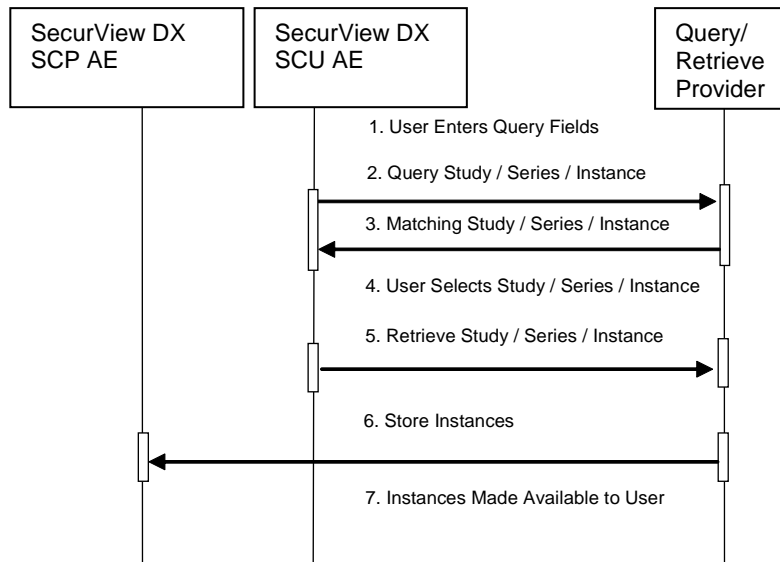 SecurView DX
SCP AE
SecurView DX
SCU AE
Query/
Retrieve
Provider
1. User Enters Query Fields
2. Query Study / Series / Instance
3. Matching Study / Series / Instance
4. User Selects Study / Series / Instance
5. Retrieve Study / Series / Instance
6. Store Instances
7. Instances Made Available to User